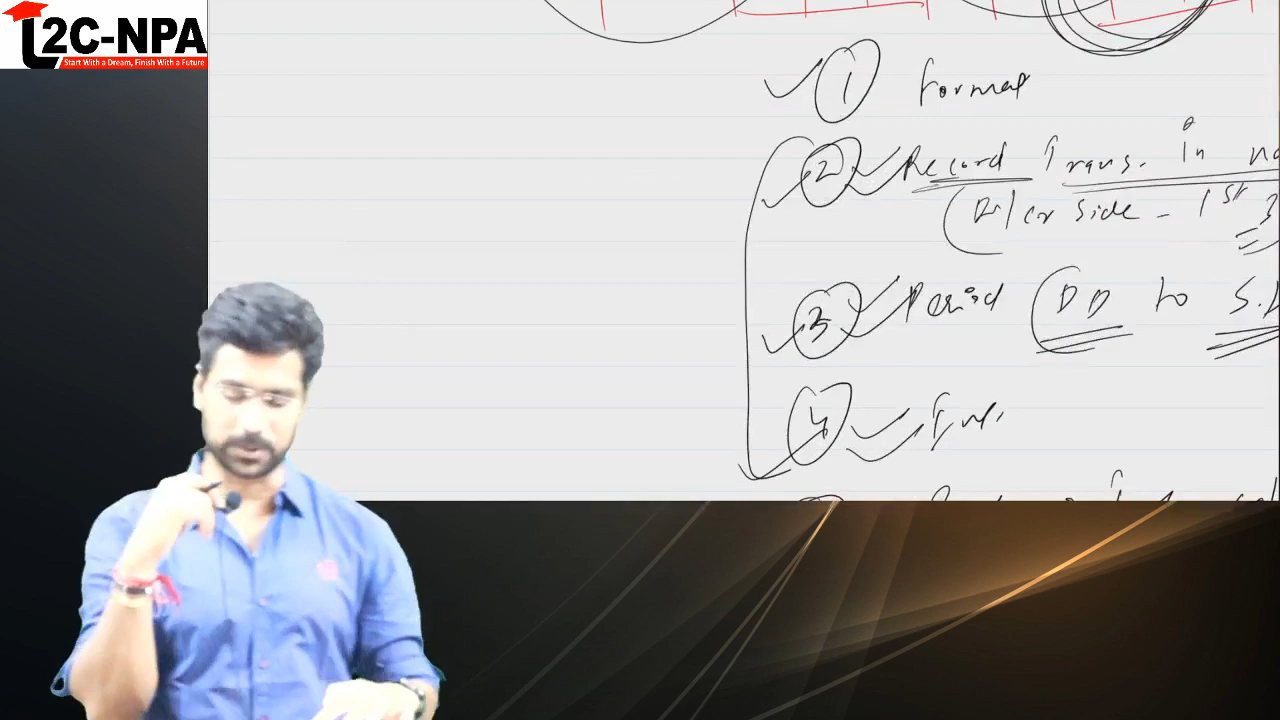 L2C-NPA
Start With a Dream, Finish With a Future
1 Format
2 Record Trans. in
(Dr/Cr side - 1st 3
3 Period (DD to S.
4